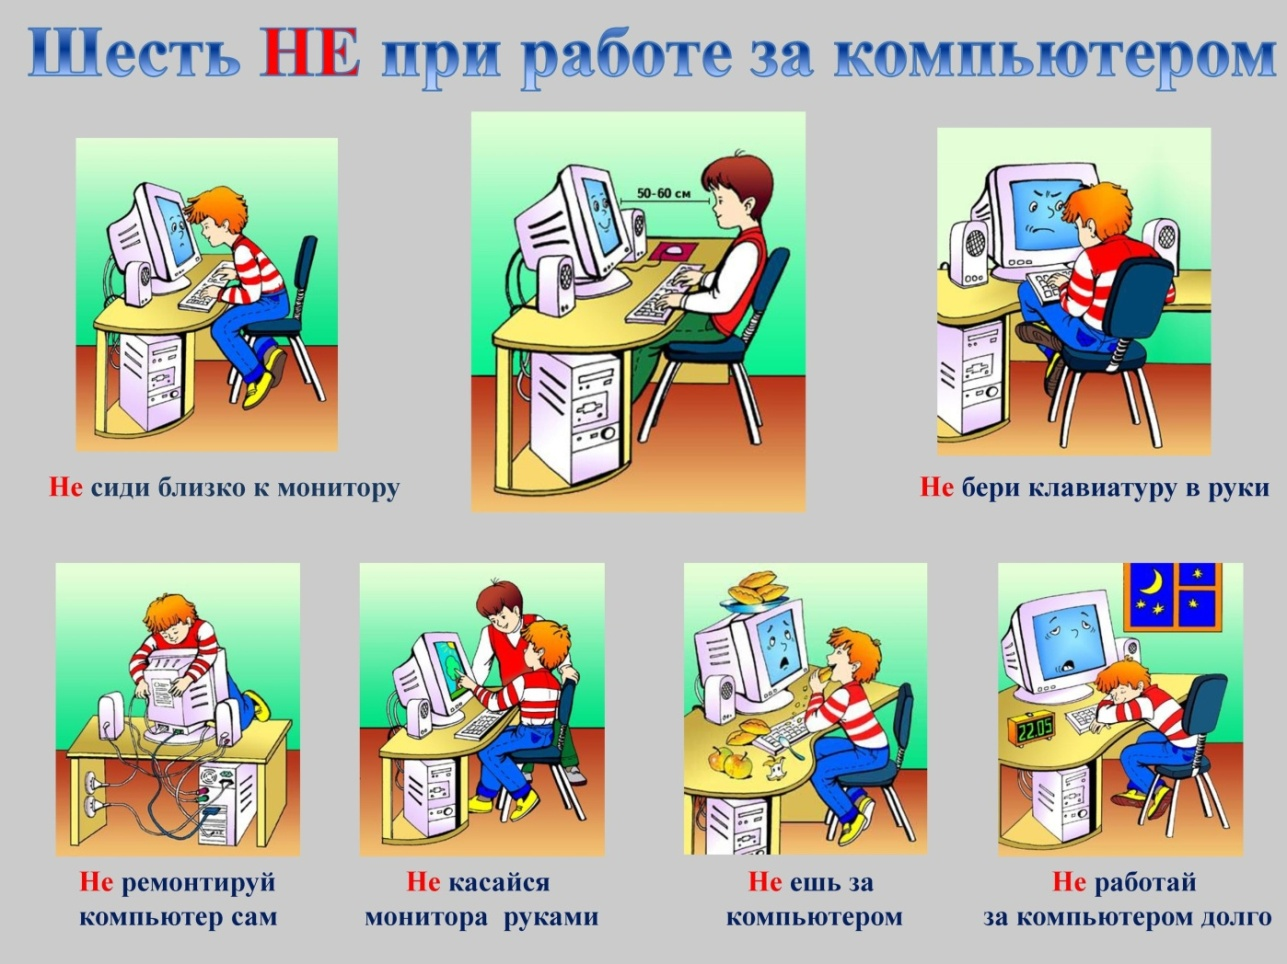 Шесть НЕ при работе за компьютером
50-60 см
Не сиди близко к монитору
Не бери клавиатуру в руки
22.05
Не ремонтируй
компьютер сам
Не касайся
монитора руками
Не ешь за
компьютером
Не работай
за компьютером долго